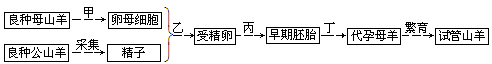 良种母山羊 甲 卵母细胞
乙 受精卵 丙 早期胚胎 丁 代孕母羊 繁育 试管山羊
良种公山羊 采集 精子